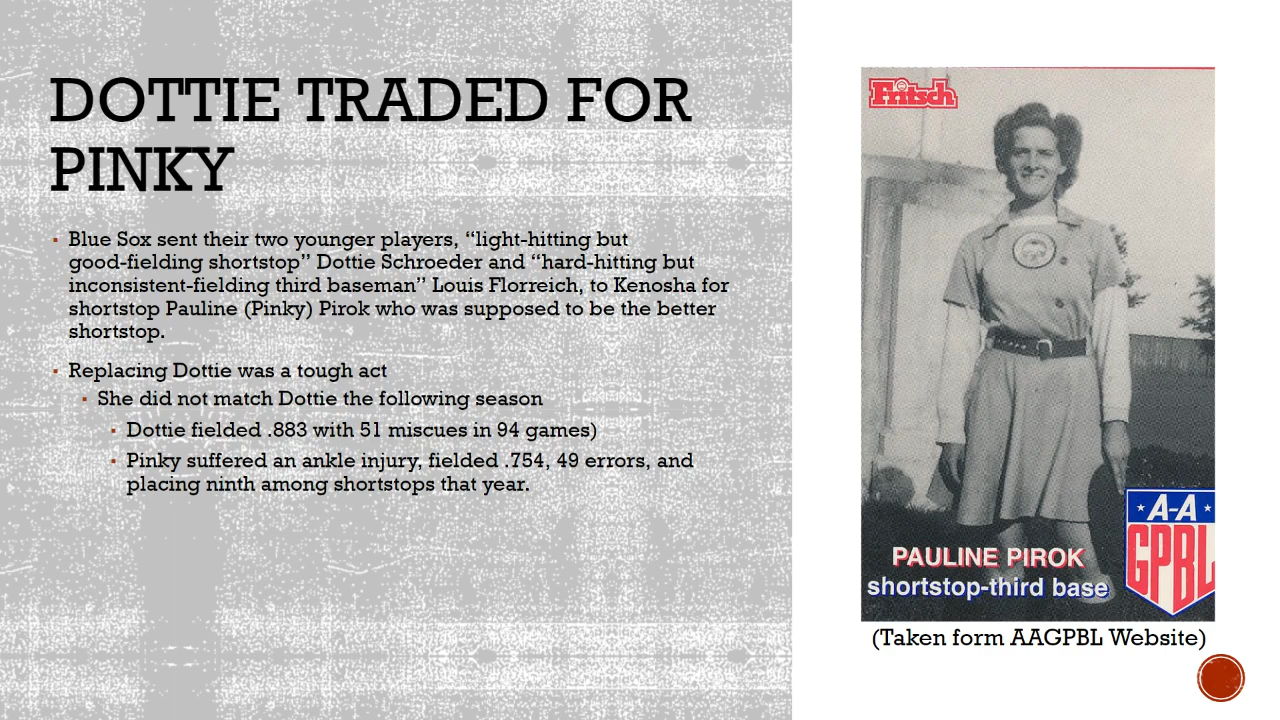 DOTTIE TRADED FOR
PINKY
▪ Blue Sox sent their two younger players, “light-hitting but
good-fielding shortstop” Dottie Schroeder and “hard-hitting but
inconsistent-fielding third baseman” Louis Florreich, to Kenosha for
shortstop Pauline (Pinky) Pirok who was supposed to be the better
shortstop.
▪ Replacing Dottie was a tough act
▪ She did not match Dottie the following season
▪ Dottie fielded .883 with 51 miscues in 94 games)
▪ Pinky suffered an ankle injury, fielded .754, 49 errors, and
placing ninth among shortstops that year.
Fritsch
A-A
GPBL
PAULINE PIROK
shortstop-third base
(Taken form AAGPBL Website)